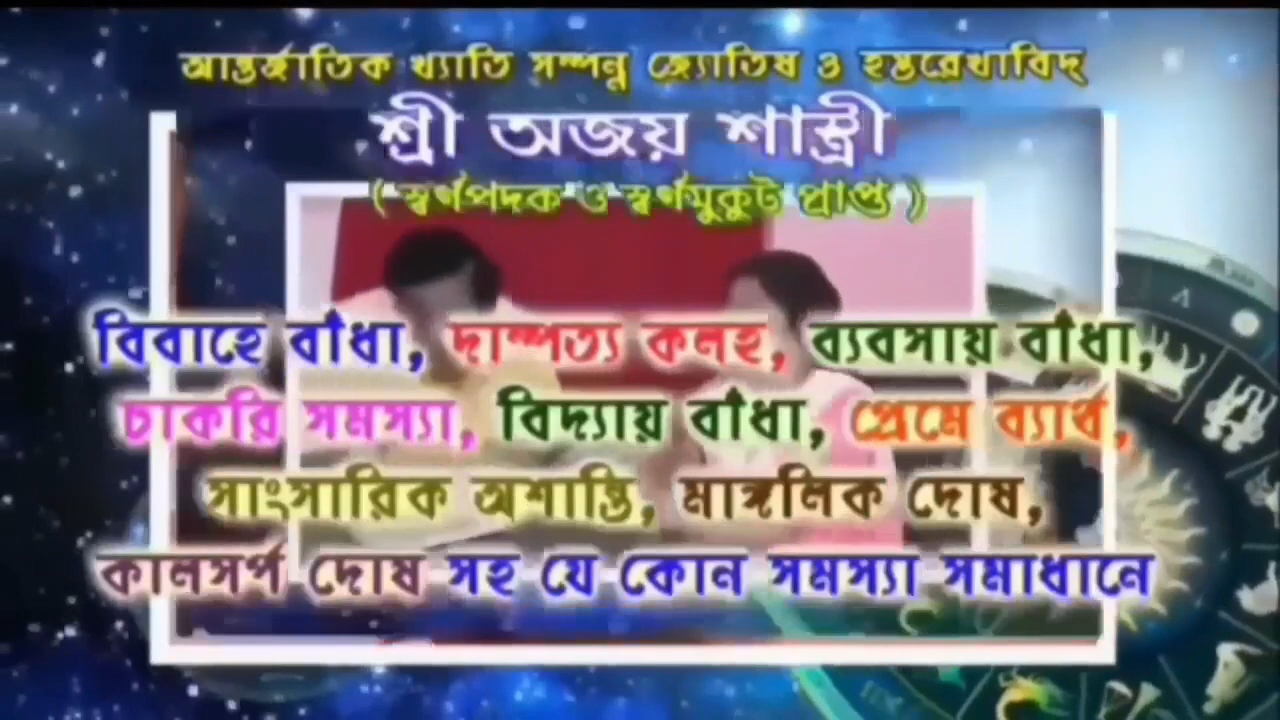 আন্তর্জাতিক খ্যাতি সম্পন্ন জ্যোতিষ ও হস্তরেখাবিদ্
শ্রী অজয় শাস্ত্রী
( স্বর্ণপদক ও স্বর্ণমুকুট প্রাপ্ত )
বিবাহে বাঁধা, দাম্পত্য কলহ, ব্যবসায় বাঁধা,
চাকরি সমস্যা, বিদ্যায় বাঁধা, প্রেমে ব্যার্থ,
সাংসারিক অশান্তি, মাঙ্গলিক দোষ,
কালসর্প দোষ সহ যে কোন সমস্যা সমাধানে